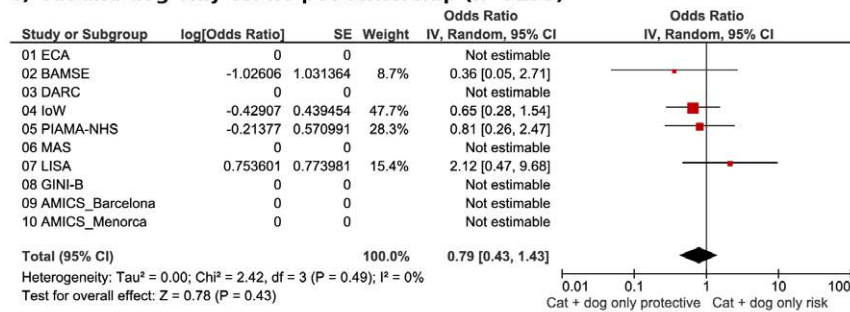 Odds Ratio Odds Ratio
Study or Subgroup log[Odds Ratio] SE Weight IV, Random, 95% CI IV, Random, 95% CI
01 ECA 0 0 Not estimable
02 BAMSE -1.02606 1.031364 8.7% 0.36 [0.05, 2.71]
03 DARC 0 0 Not estimable
04 IoW -0.42907 0.439454 47.7% 0.65 [0.28, 1.54]
05 PIAMA-NHS -0.21377 0.570991 28.3% 0.81 [0.26, 2.47]
06 MAS 0 0 Not estimable
07 LISA 0.753601 0.773981 15.4% 2.12 [0.47, 9.68]
08 GINI-B 0 0 Not estimable
09 AMICS_Barcelona 0 0 Not estimable
10 AMICS_Menorca 0 0 Not estimable
Total (95% CI) 100.0% 0.79 [0.43, 1.43]
Heterogeneity: Tau² = 0.00; Chi² = 2.42, df = 3 (P = 0.49); I² = 0%
Test for overall effect: Z = 0.78 (P = 0.43)
0.01 0.1 1 10 100
Cat + dog only protective Cat + dog only risk